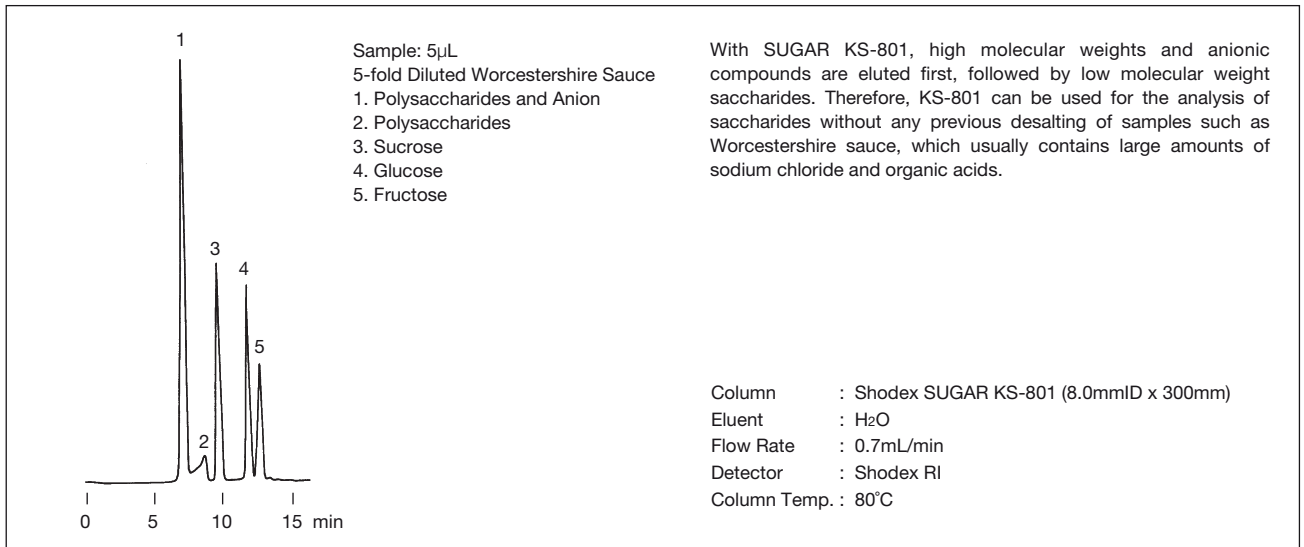 1
2
3
4
5
0 5 10 15 min
Sample: 5μL
5-fold Diluted Worcestershire Sauce
1. Polysaccharides and Anion
2. Polysaccharides
3. Sucrose
4. Glucose
5. Fructose
With SUGAR KS-801, high molecular weights and anionic
compounds are eluted first, followed by low molecular weight
saccharides. Therefore, KS-801 can be used for the analysis of
saccharides without any previous desalting of samples such as
Worcestershire sauce, which usually contains large amounts of
sodium chloride and organic acids.
Column : Shodex SUGAR KS-801 (8.0mmID x 300mm)
Eluent : H2O
Flow Rate : 0.7mL/min
Detector : Shodex RI
Column Temp. : 80˚C